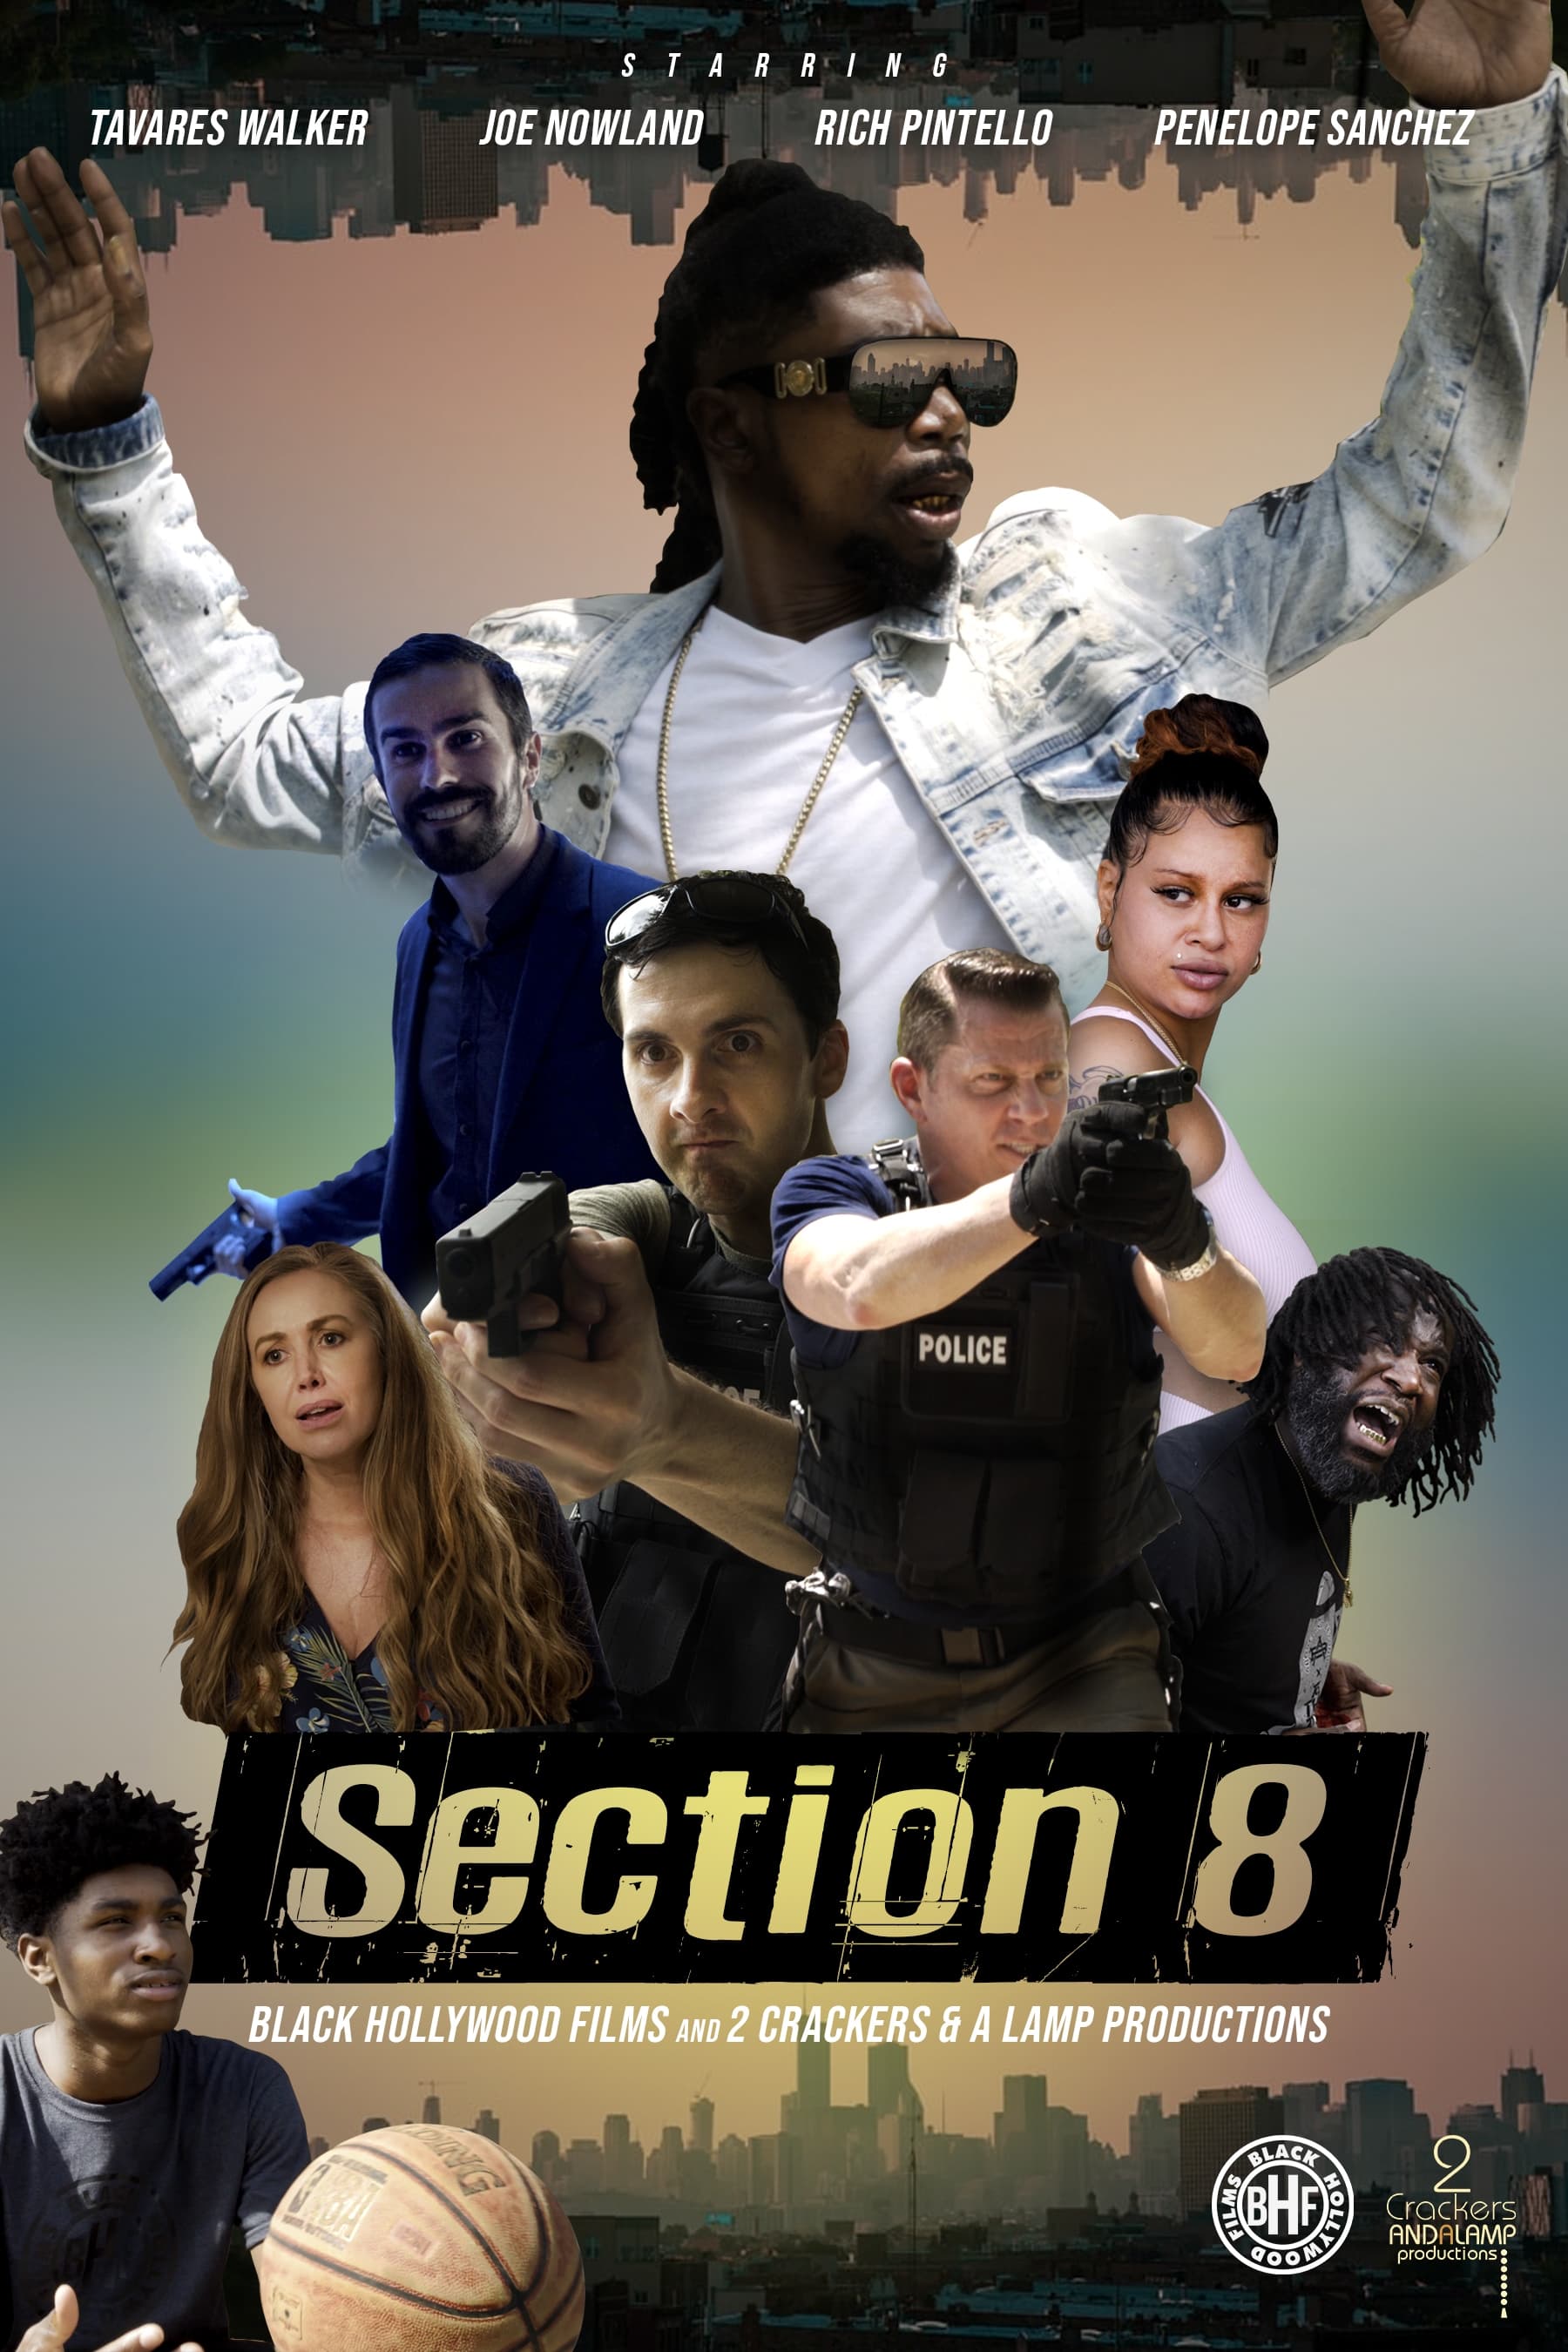 STARRING
TAVARES WALKER JOE NOWLAND RICH PINTELLO PENELOPE SANCHEZ
POLICE
Section 8
BLACK HOLLYWOOD FILMS AND 2 CRACKERS & A LAMP PRODUCTIONS
BLACK HOLLYWOOD FILMS
BHF
2
Crackers
ANDALAMP
productions